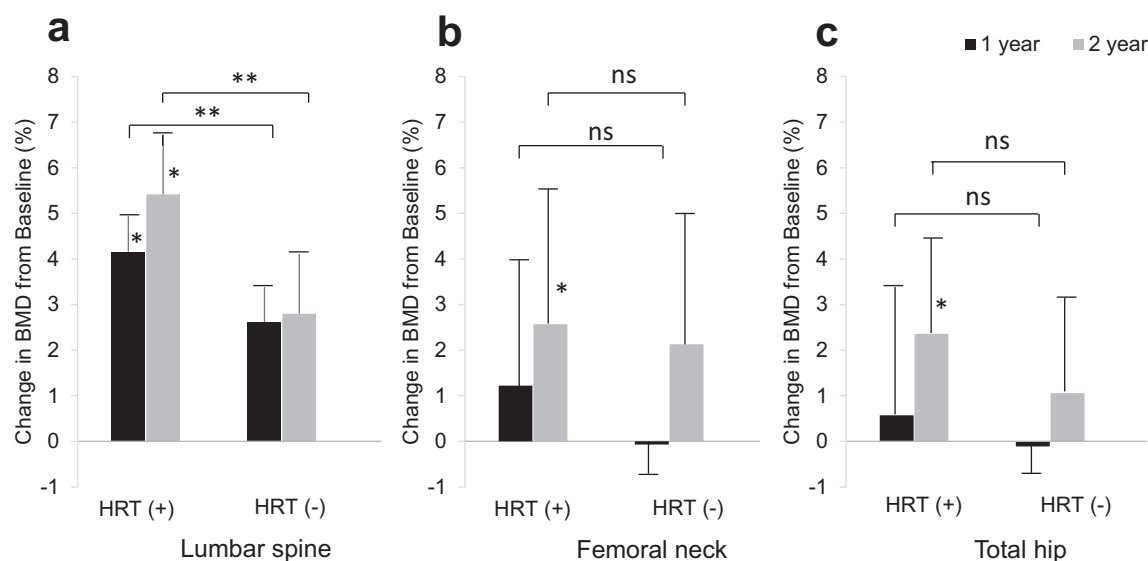 a
Change in BMD from Baseline (%)
8
7
6
5
4
3
2
1
0
-1
**
**
*
*
HRT (+) HRT (-)
Lumbar spine
b
Change in BMD from Baseline (%)
8
7
6
5
4
3
2
1
0
-1
ns
ns
*
HRT (+) HRT (-)
Femoral neck
c
1 year 2 year
Change in BMD from Baseline (%)
8
7
6
5
4
3
2
1
0
-1
ns
ns
*
HRT (+) HRT (-)
Total hip